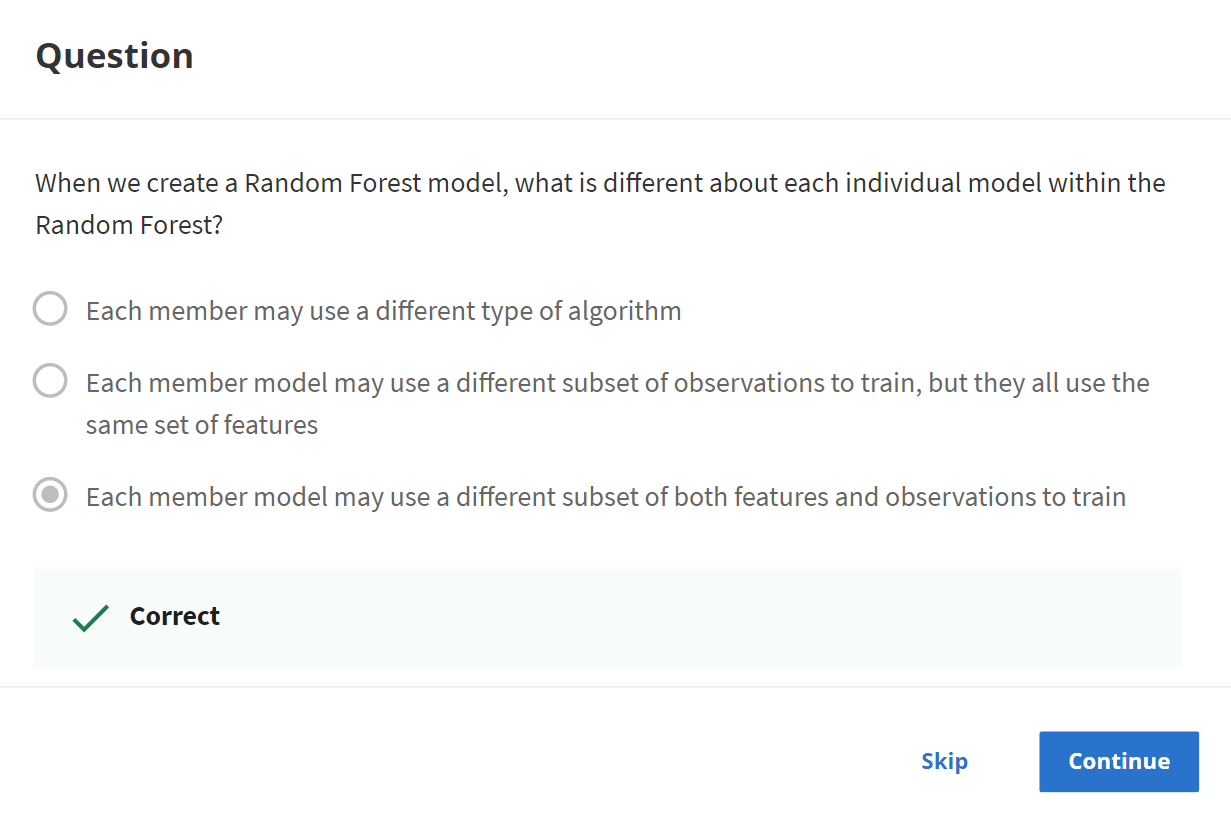 Question
When we create a Random Forest model, what is different about each individual model within the
Random Forest?
Each member may use a different type of algorithm
Each member model may use a different subset of observations to train, but they all use the
same set of features
Each member model may use a different subset of both features and observations to train
Correct
Skip
Continue